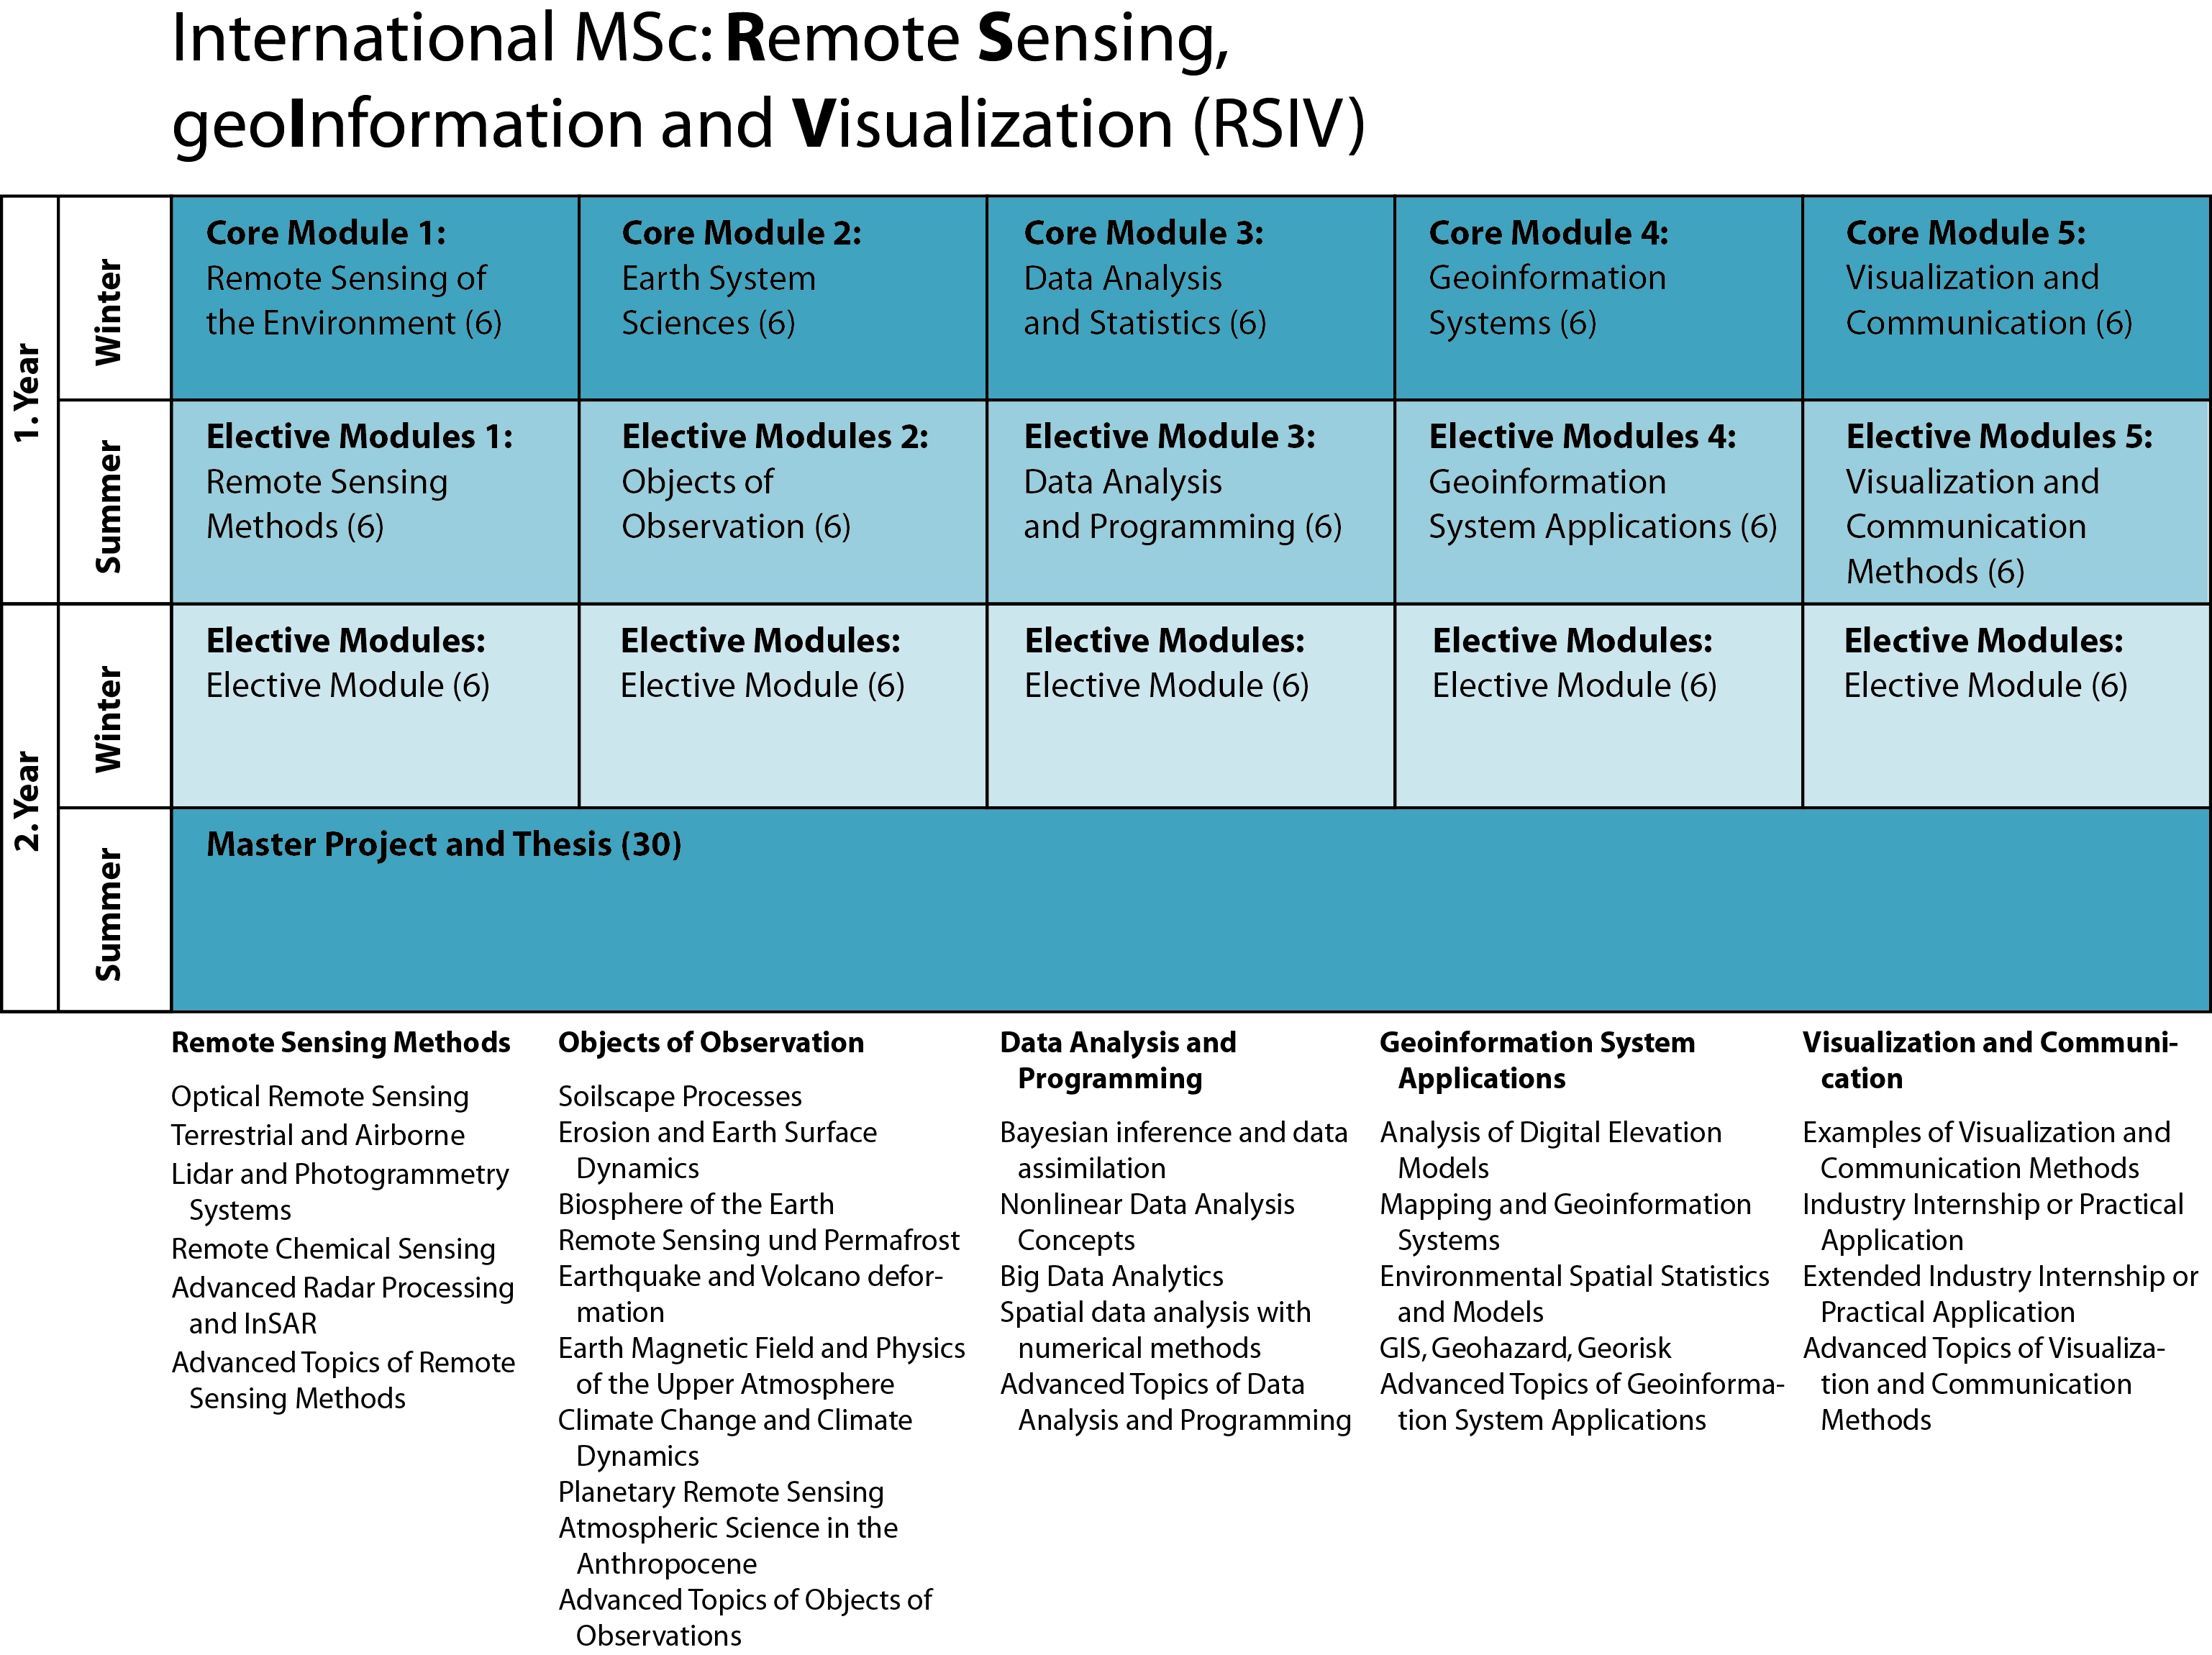 International MSc: Remote Sensing,
geoInformation and Visualization (RSIV)
1. Year
Winter
Core Module 1:
Remote Sensing of
the Environment (6)
Core Module 2:
Earth System
Sciences (6)
Core Module 3:
Data Analysis
and Statistics (6)
Core Module 4:
Geoinformation
Systems (6)
Core Module 5:
Visualization and
Communication (6)
Summer
Elective Modules 1:
Remote Sensing
Methods (6)
Elective Modules 2:
Objects of
Observation (6)
Elective Module 3:
Data Analysis
and Programming (6)
Elective Modules 4:
Geoinformation
System Applications (6)
Elective Modules 5:
Visualization and
Communication
Methods (6)
2. Year
Winter
Elective Modules:
Elective Module (6)
Elective Modules:
Elective Module (6)
Elective Modules:
Elective Module (6)
Elective Modules:
Elective Module (6)
Elective Modules:
Elective Module (6)
Summer
Master Project and Thesis (30)
Remote Sensing Methods
Optical Remote Sensing
Terrestrial and Airborne
Lidar and Photogrammetry
Systems
Remote Chemical Sensing
Advanced Radar Processing
and InSAR
Advanced Topics of Remote
Sensing Methods
Objects of Observation
Soilscape Processes
Erosion and Earth Surface
Dynamics
Biosphere of the Earth
Remote Sensing und Permafrost
Earthquake and Volcano defor-
mation
Earth Magnetic Field and Physics
of the Upper Atmosphere
Climate Change and Climate
Dynamics
Planetary Remote Sensing
Atmospheric Science in the
Anthropocene
Advanced Topics of Objects of
Observations
Data Analysis and
Programming
Bayesian inference and data
assimilation
Nonlinear Data Analysis
Concepts
Big Data Analytics
Spatial data analysis with
numerical methods
Advanced Topics of Data
Analysis and Programming
Geoinformation System
Applications
Analysis of Digital Elevation
Models
Mapping and Geoinformation
Systems
Environmental Spatial Statistics
and Models
GIS, Geohazard, Georisk
Advanced Topics of Geoinforma-
tion System Applications
Visualization and Communi-
cation
Examples of Visualization and
Communication Methods
Industry Internship or Practical
Application
Extended Industry Internship or
Practical Application
Advanced Topics of Visualiza-
tion and Communication
Methods